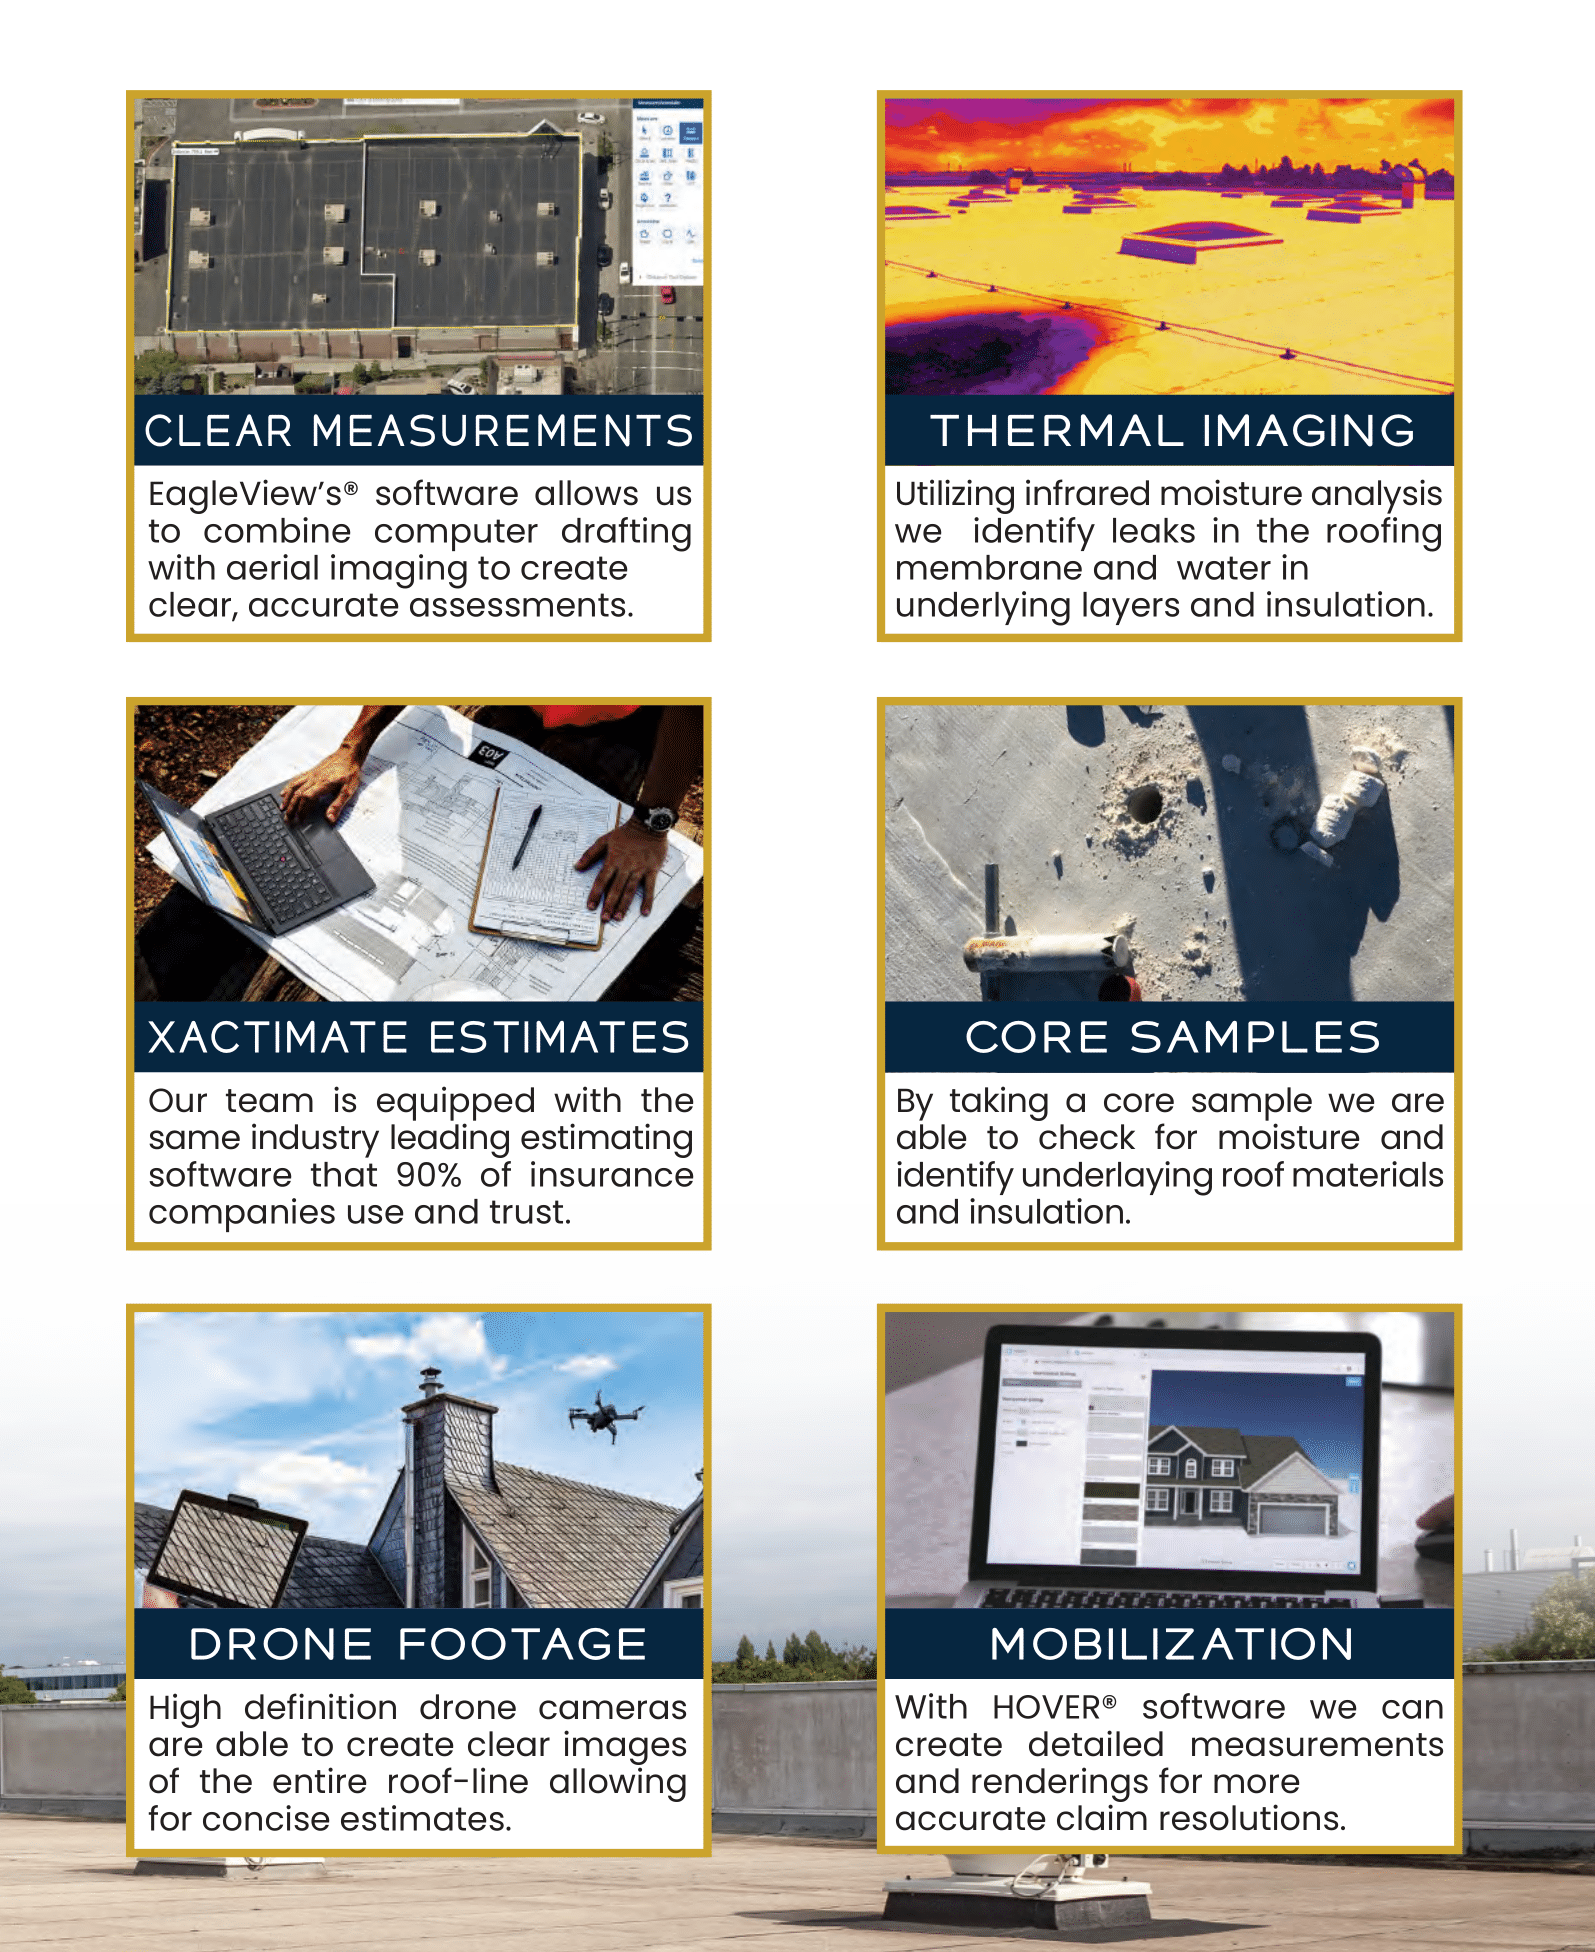 CLEAR MEASUREMENTS
EagleView's® software allows us
to combine computer drafting
with aerial imaging to create
clear, accurate assessments.
THERMAL IMAGING
Utilizing infrared moisture analysis
we identify leaks in the roofing
membrane and water in
underlying layers and insulation.
A03
XACTIMATE ESTIMATES
Our team is equipped with the
same industry leading estimating
software that 90% of insurance
companies use and trust.
CORE SAMPLES
By taking a core sample we are
able to check for moisture and
identify underlaying roof materials
and insulation.
DRONE FOOTAGE
High definition drone cameras
are able to create clear images
of the entire roof-line allowing
for concise estimates.
MOBILIZATION
With HOVER® software we can
create detailed measurements
and renderings for more
accurate claim resolutions.